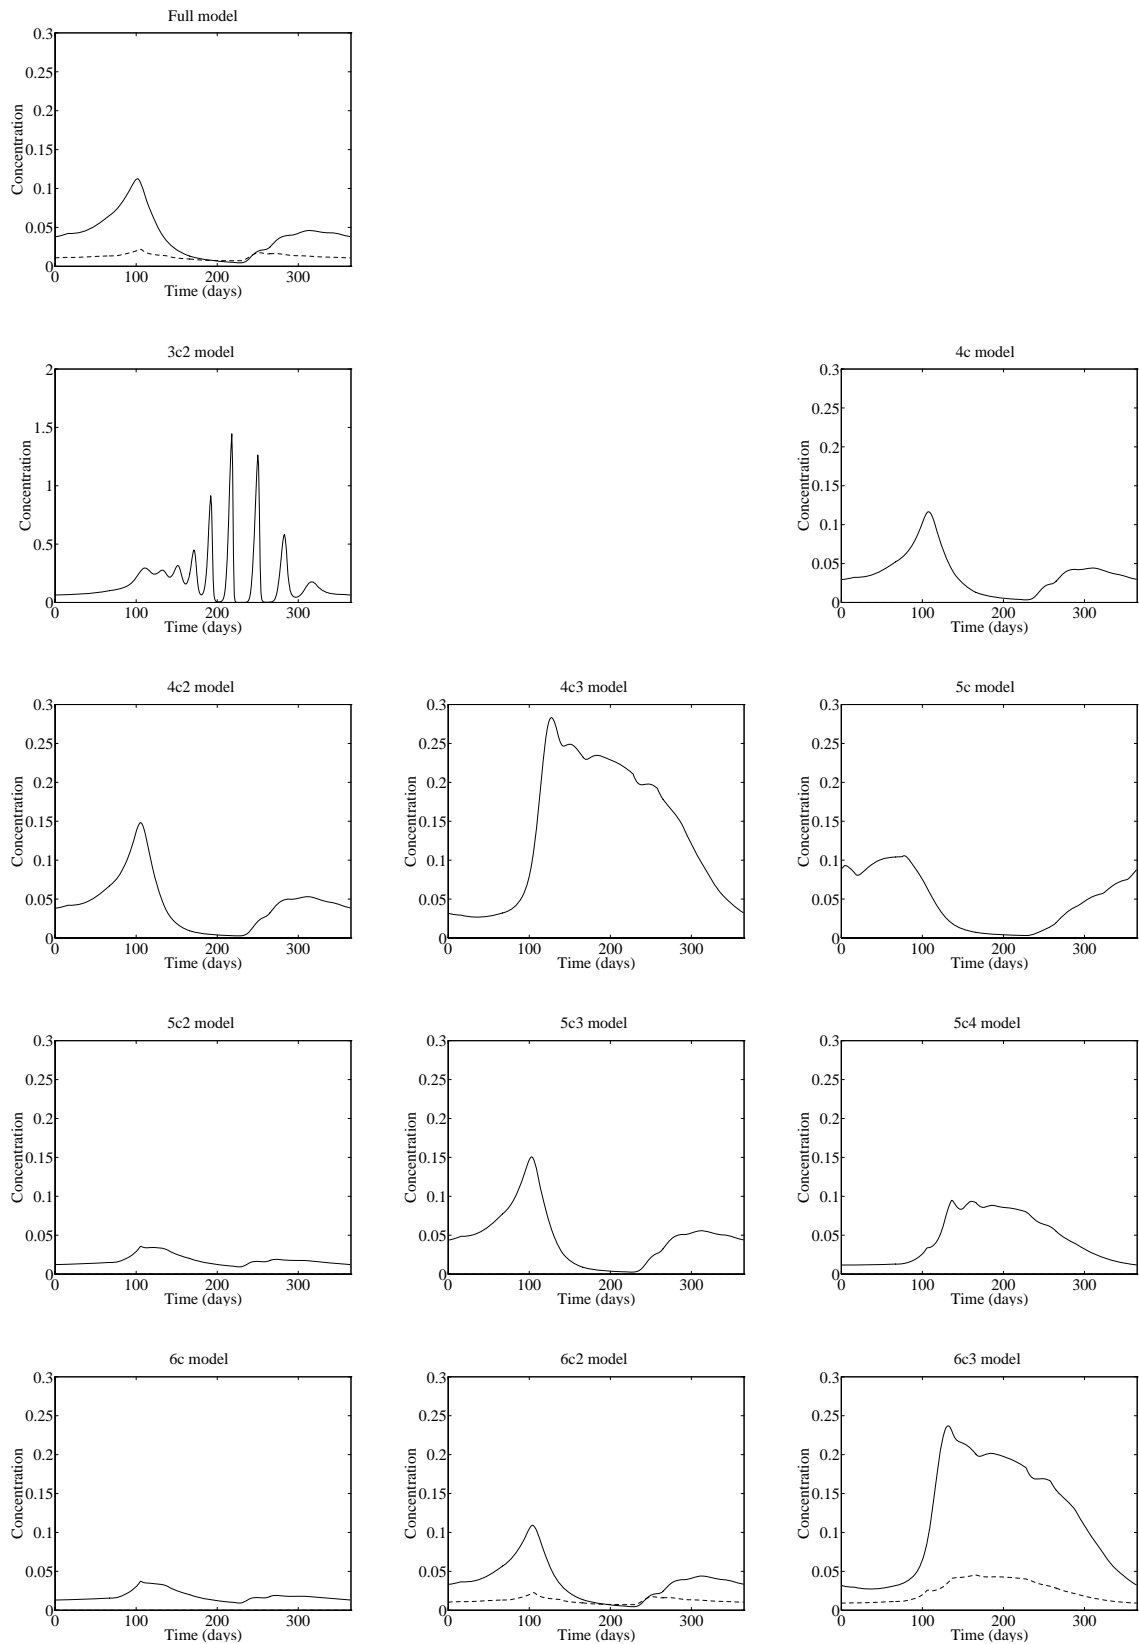 Full model
0.3
0.25
0.2
0.15
0.1
0.05
0
Concentration
0 100 200 300
Time (days)
3c2 model
2
1.5
1
0.5
0
Concentration
0 100 200 300
Time (days)
4c model
0.3
0.25
0.2
0.15
0.1
0.05
0
Concentration
0 100 200 300
Time (days)
4c2 model
0.3
0.25
0.2
0.15
0.1
0.05
0
Concentration
0 100 200 300
Time (days)
4c3 model
0.3
0.25
0.2
0.15
0.1
0.05
0
Concentration
0 100 200 300
Time (days)
5c model
0.3
0.25
0.2
0.15
0.1
0.05
0
Concentration
0 100 200 300
Time (days)
5c2 model
0.3
0.25
0.2
0.15
0.1
0.05
0
Concentration
0 100 200 300
Time (days)
5c3 model
0.3
0.25
0.2
0.15
0.1
0.05
0
Concentration
0 100 200 300
Time (days)
5c4 model
0.3
0.25
0.2
0.15
0.1
0.05
0
Concentration
0 100 200 300
Time (days)
6c model
0.3
0.25
0.2
0.15
0.1
0.05
0
Concentration
0 100 200 300
Time (days)
6c2 model
0.3
0.25
0.2
0.15
0.1
0.05
0
Concentration
0 100 200 300
Time (days)
6c3 model
0.3
0.25
0.2
0.15
0.1
0.05
0
Concentration
0 100 200 300
Time (days)